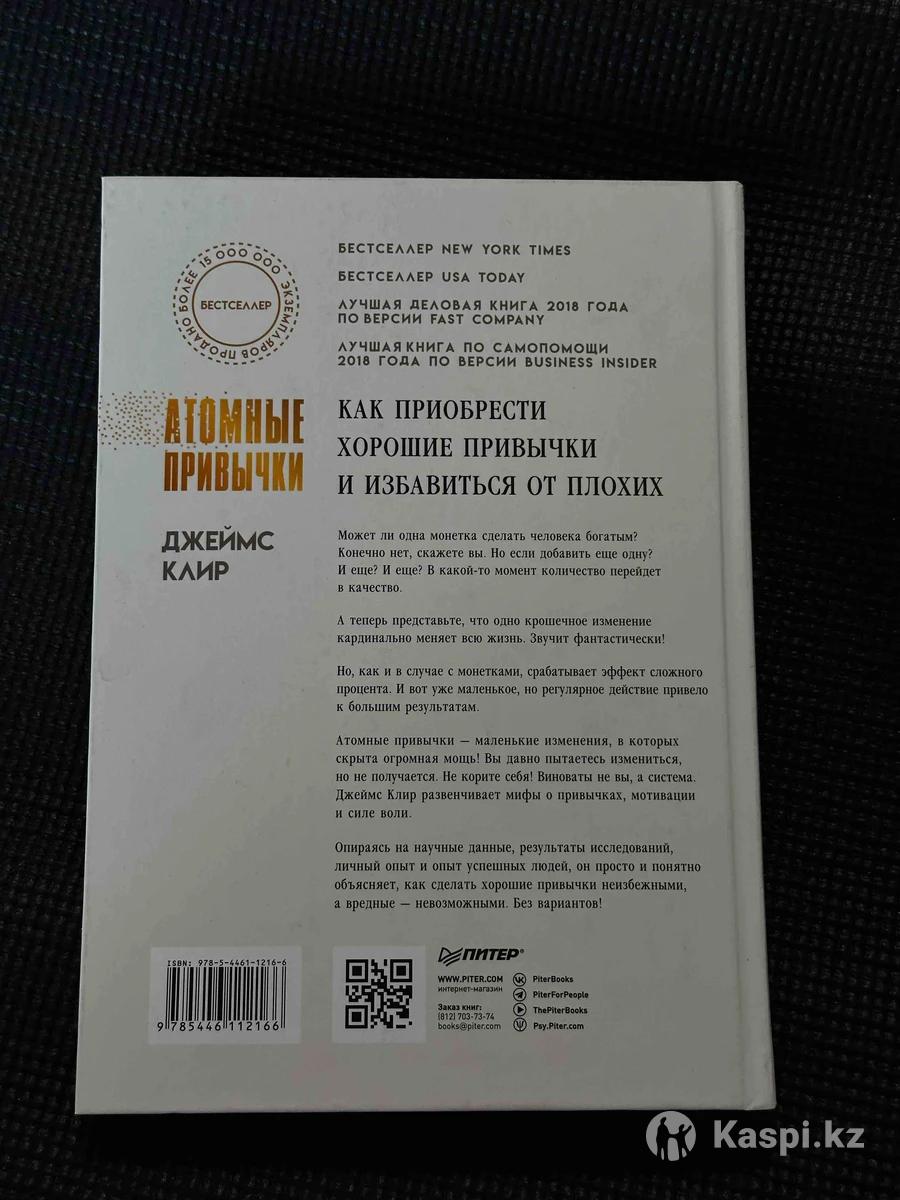 ПРОДАНО БОЛЕЕ 15 000 000 ЭКЗЕМПЛЯРОВ
БЕСТСЕЛЛЕР
АТОМНЫЕ
ПРИВЫЧКИ
ДЖЕЙМС
КЛИР
БЕСТСЕЛЛЕР NEW YORK TIMES
БЕСТСЕЛЛЕР USA TODAY
ЛУЧШАЯ ДЕЛОВАЯ КНИГА 2018 ГОДА
ПО ВЕРСИИ FAST COMPANY
ЛУЧШАЯ КНИГА ПО САМОПОМОЩИ
2018 ГОДА ПО ВЕРСИИ BUSINESS INSIDER
КАК ПРИОБРЕСТИ
ХОРОШИЕ ПРИВЫЧКИ
И ИЗБАВИТЬСЯ ОТ ПЛОХИХ
Может ли одна монетка сделать человека богатым?
Конечно нет, скажете вы. Но если добавить еще одну?
И еще? И еще? В какой-то момент количество перейдет
в качество.
А теперь представьте, что одно крошечное изменение
кардинально меняет всю жизнь. Звучит фантастически!
Но, как и в случае с монетками, срабатывает эффект сложного
процента. И вот уже маленькое, но регулярное действие привело
к большим результатам.
Атомные привычки — маленькие изменения, в которых
скрыта огромная мощь! Вы давно пытаетесь измениться,
но не получается. Не корите себя! Виноваты не вы, а система.
Джеймс Клир развенчивает мифы о привычках, мотивации
и силе воли.
Опираясь на научные данные, результаты исследований,
личный опыт и опыт успешных людей, он просто и понятно
объясняет, как сделать хорошие привычки неизбежными,
а вредные — невозможными. Без вариантов!
ISBN: 978-5-4461-1216-6
9 785446 112166
ПИТЕР®
WWW.PITER.COM
интернет-магазин
Заказ книг:
(812) 703-73-74
books@piter.com
PiterBooks
PiterForPeople
ThePiterBooks
Psy.Piter.com
Kaspi.kz